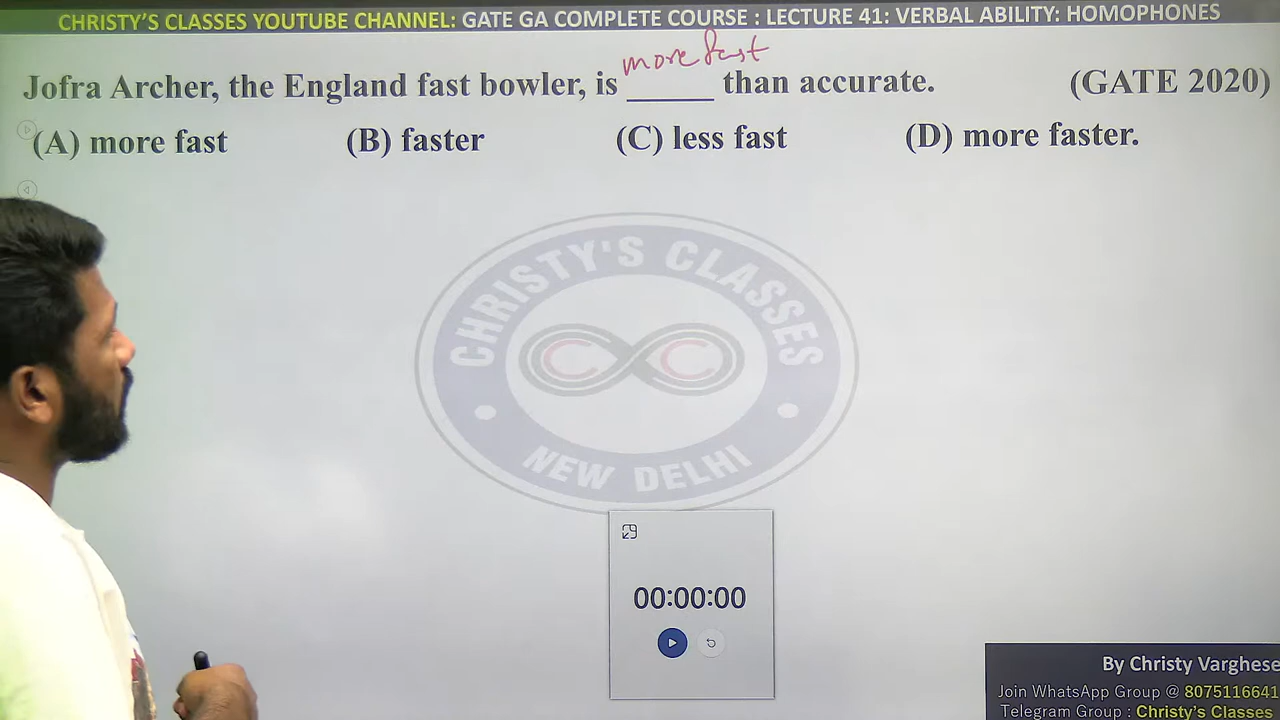 CHRISTY'S CLASSES YOUTUBE CHANNEL: GATE GA COMPLETE COURSE : LECTURE 41: VERBAL ABILITY: HOMOPHONES
more fast
Jofra Archer, the England fast bowler, is ______ than accurate. (GATE 2020)
(A) more fast (B) faster (C) less fast (D) more faster.
CHRISTY'S CLASSES
CC
NEW DELHI
00:00:00
By Christy Varghese
Join WhatsApp Group @ 8075116641
Telegram Group : Christy's Classes